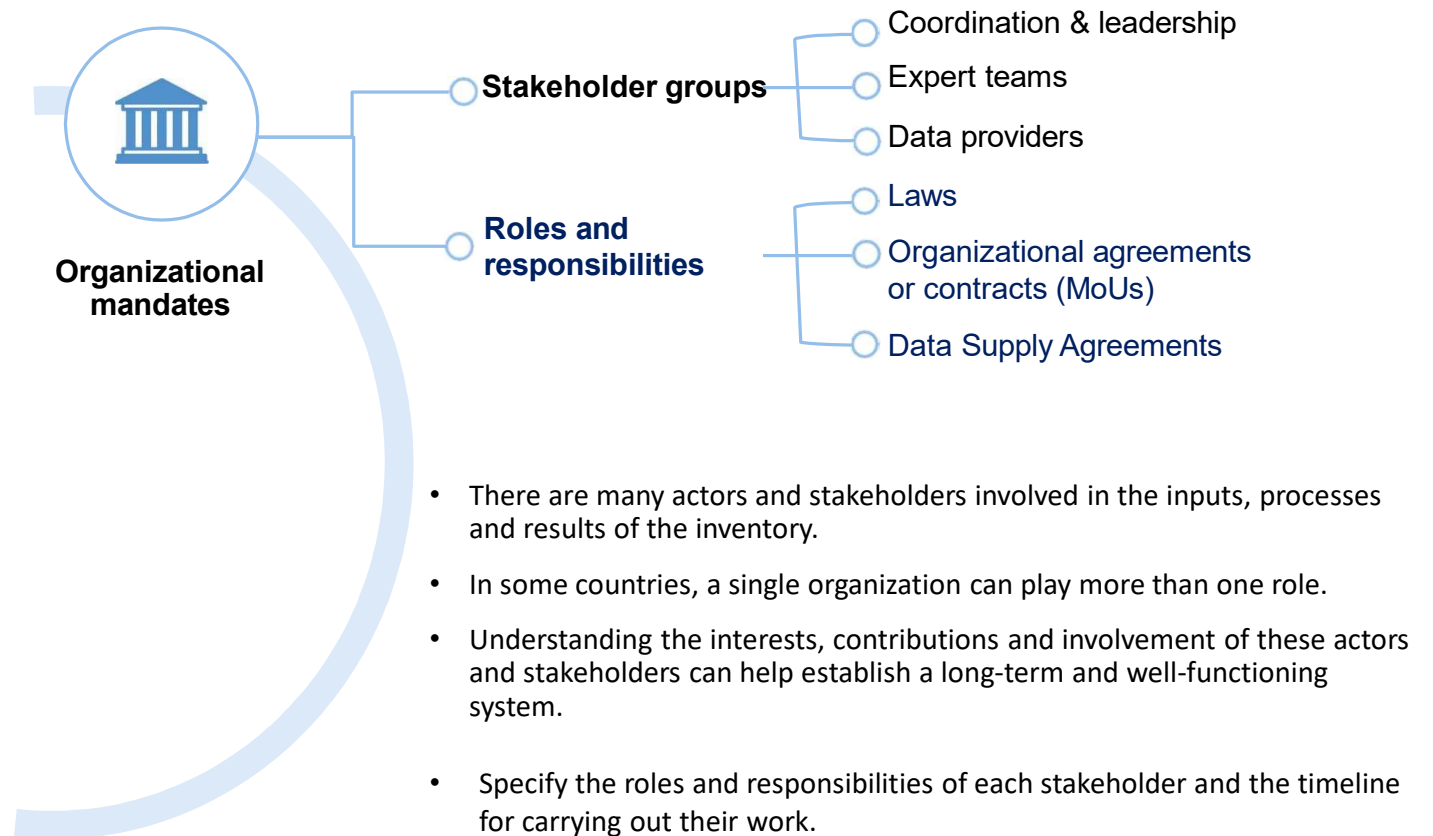 Organizational
mandates
Stakeholder groups
Coordination & leadership
Expert teams
Data providers
Roles and
responsibilities
Laws
Organizational agreements
or contracts (MoUs)
Data Supply Agreements
• There are many actors and stakeholders involved in the inputs, processes
and results of the inventory.
• In some countries, a single organization can play more than one role.
• Understanding the interests, contributions and involvement of these actors
and stakeholders can help establish a long-term and well-functioning
system.
• Specify the roles and responsibilities of each stakeholder and the timeline
for carrying out their work.